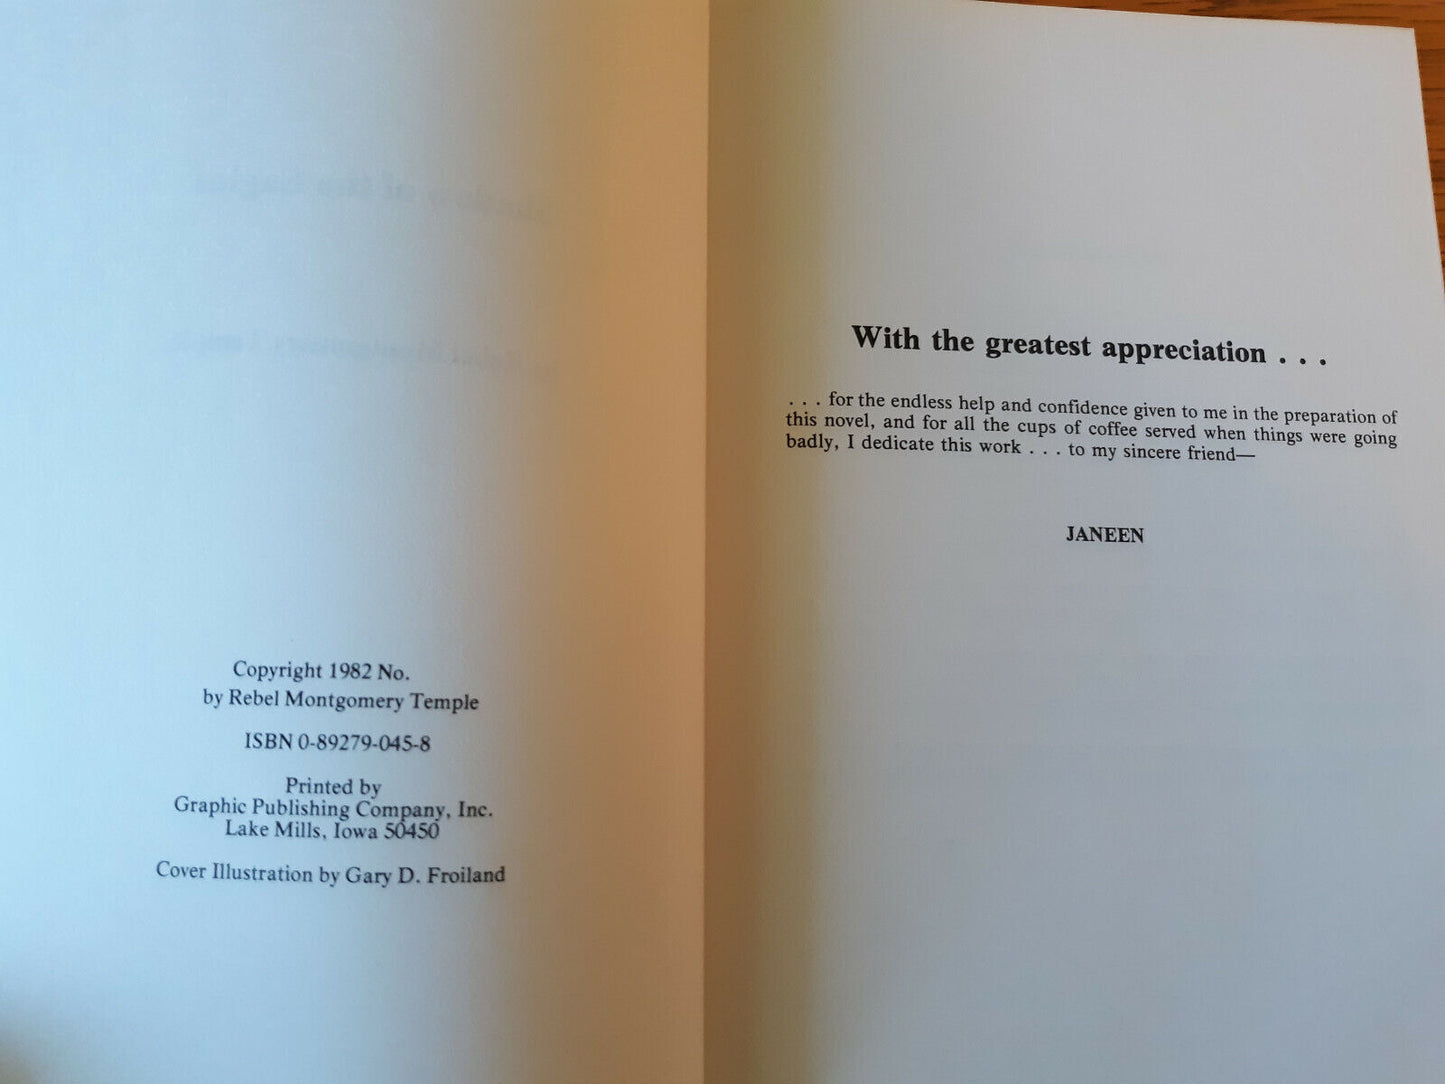 Copyright 1982 No.
by Rebel Montgomery Temple
ISBN 0-89279-045-8
Printed by
Graphic Publishing Company, Inc.
Lake Mills, Iowa 50450
Cover Illustration by Gary D. Froiland
With the greatest appreciation . . .
. . . for the endless help and confidence given to me in the preparation of
this novel, and for all the cups of coffee served when things were going
badly, I dedicate this work . . . to my sincere friend—
JANEEN